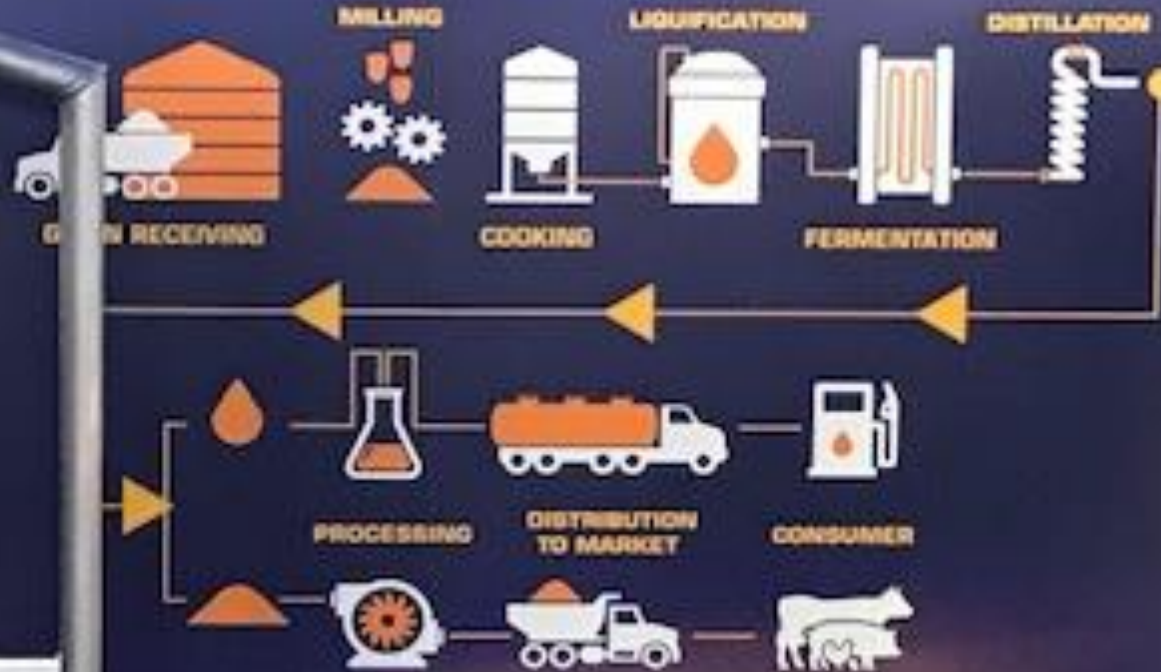 MILLING
LIQUIFICATION
DISTILLATION
RECEIVING
COOKING
FERMENTATION
PROCESSING
DISTRIBUTION
TO MARKET
CONSUMER